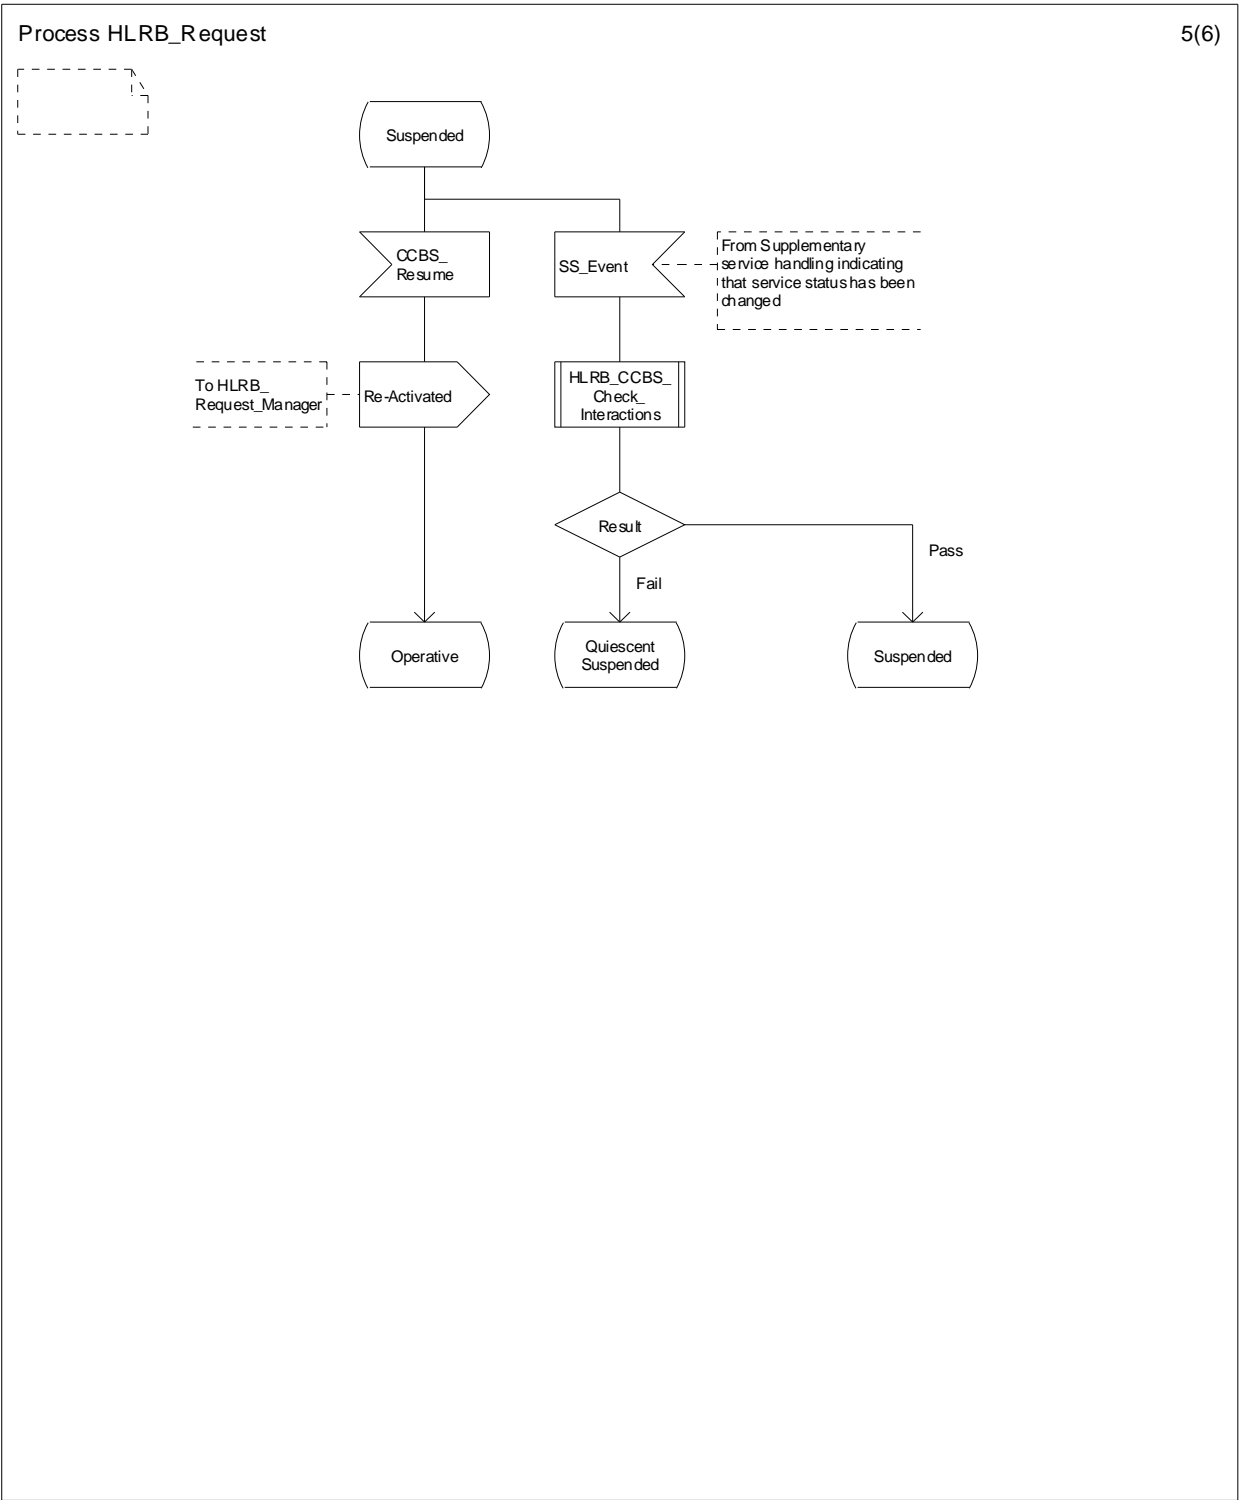 Process HLRB_Request
5(6)
Suspended
CCBS_
Resume
SS_Event
From Supplementary
service handling indicating
that service status has been
changed
To HLRB_
Request_Manager
Re-Activated
HLRB_CCBS_
Check_
Interactions
Result
Pass
Fail
Operative
Quiescent
Suspended
Suspended